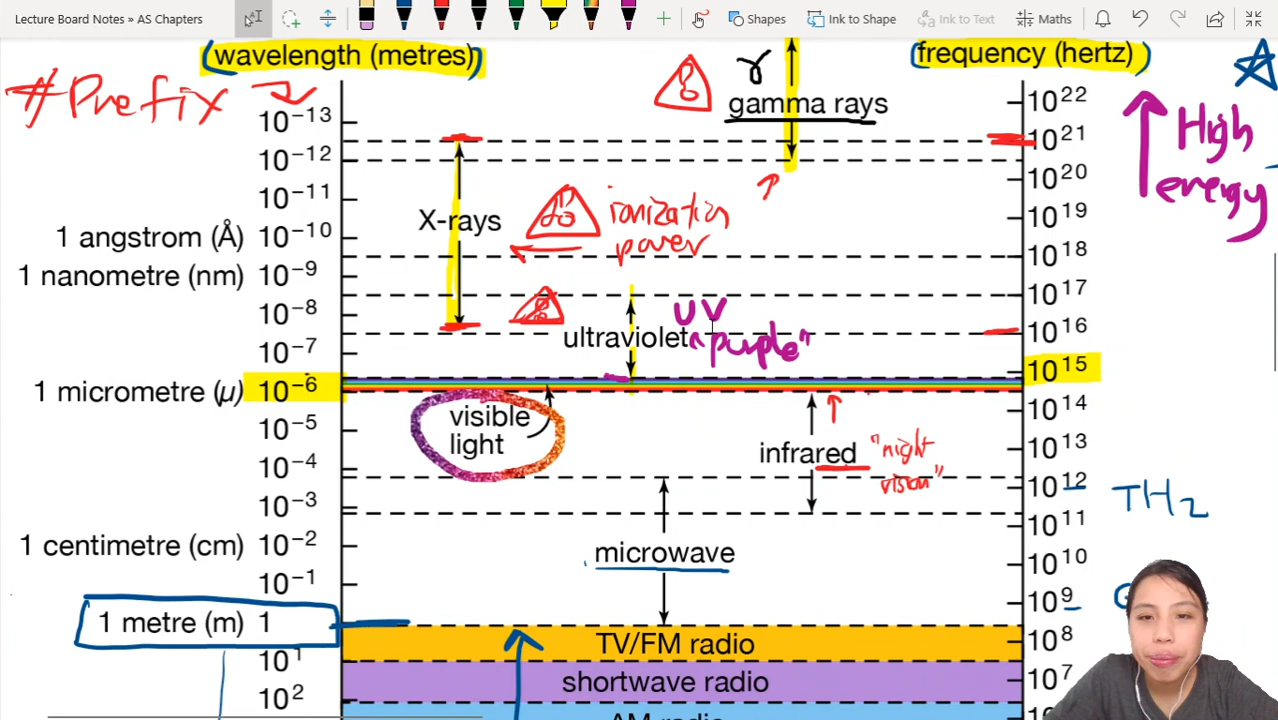 Lecture Board Notes » AS Chapters
Shapes
Ink to Shape
Ink to Text
Maths
wavelength (metres)
frequency (hertz)
#Prefix
γ
gamma rays
High
energy
10⁻¹³
10⁻¹²
10⁻¹¹
1 angstrom (Å) 10⁻¹⁰
1 nanometre (nm) 10⁻⁹
10⁻⁸
10⁻⁷
1 micrometre (μ) 10⁻⁶
10⁻⁵
10⁻⁴
10⁻³
1 centimetre (cm) 10⁻²
10⁻¹
1 metre (m) 1
10¹
10²
X-rays
ionization
power
ultraviolet
UV
"purple"
visible
light
infrared
"night
vision"
microwave
TV/FM radio
shortwave radio
AM radio
10²²
10²¹
10²⁰
10¹⁹
10¹⁸
10¹⁷
10¹⁶
10¹⁵
10¹⁴
10¹³
10¹²
THz
10¹¹
10¹⁰
10⁹
10⁸
10⁷